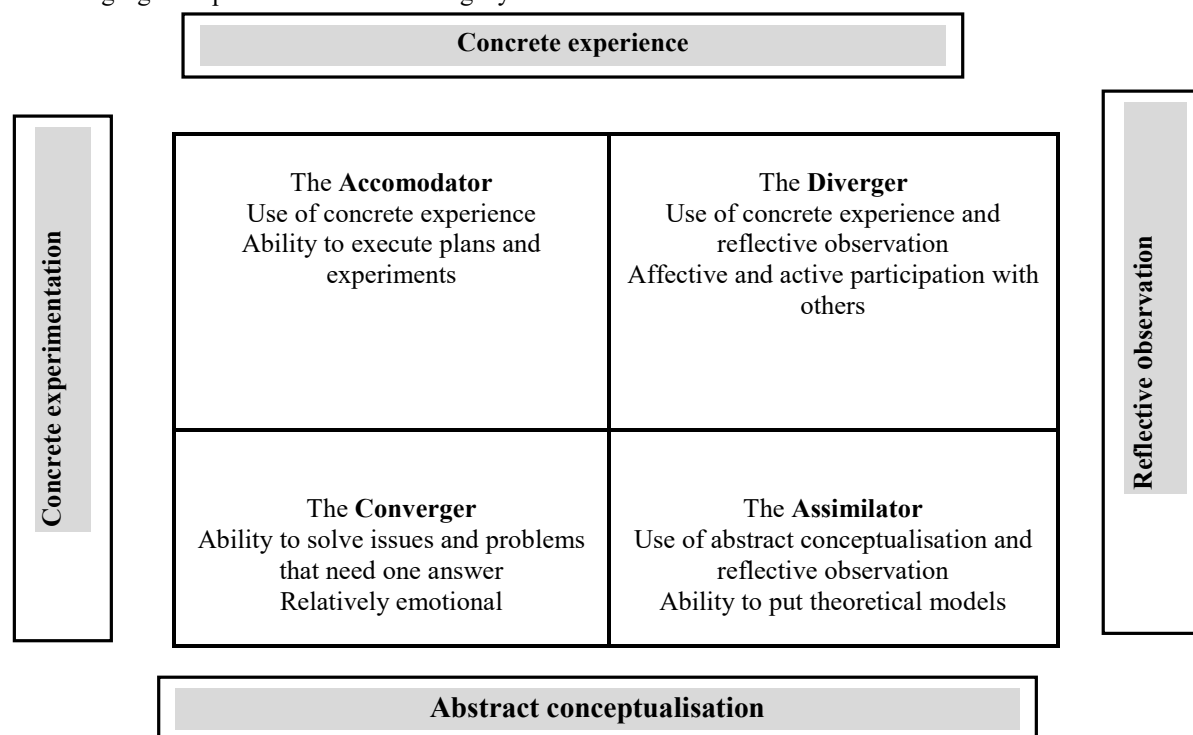 Concrete experience
Concrete experimentation
The Accomodator
Use of concrete experience
Ability to execute plans and
experiments
The Diverger
Use of concrete experience and
reflective observation
Affective and active participation with
others
Reflective observation
The Converger
Ability to solve issues and problems
that need one answer
Relatively emotional
The Assimilator
Use of abstract conceptualisation and
reflective observation
Ability to put theoretical models
Abstract conceptualisation